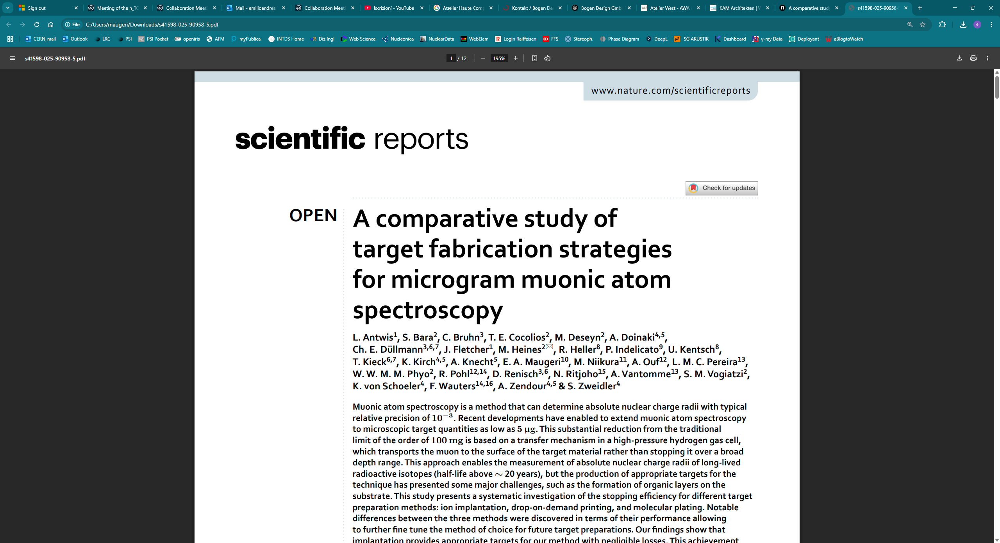 Sign out
Meeting of the n_TC
Collaboration Meeti
Mail - emilioandrea
Collaboration Meeti
Iscrizioni - YouTube
Atælier Haute Comp
Kontakt / Bogen De
Bogen Design Gmb
Atelier West - AWA
KAM Architekten |
A comparative stud
s41598-025-90958-
File C:/Users/maugeri/Downloads/s41598-025-90958-5.pdf
CERN_mail Outlook LRC PSI PSI Pocket openiris AFM myPublica INTDS Home Diz Ingl Web Science Nucleonica NuclearData WebElem Login Raiffeisen FFS Stereoph. Phase Diagram DeepL SG AKUSTIK Dashboard γ-ray Data Deployant aBlogtoWatch
s41598-025-90958-5.pdf 1 / 12 195%
www.nature.com/scientificreports
scientific reports
Check for updates
OPEN
A comparative study of
target fabrication strategies
for microgram muonic atom
spectroscopy
L. Antwis¹, S. Bara², C. Bruhn³, T. E. Cocolios², M. Deseyn², A. Doinaki⁴,⁵,
Ch. E. Düllmann³,⁶,⁷, J. Fletcher¹, M. Heines²✉, R. Heller⁸, P. Indelicato⁹, U. Kentsch⁸,
T. Kieck⁶,⁷, K. Kirch⁴,⁵, A. Knecht⁵, E. A. Maugeri¹⁰, M. Niikura¹¹, A. Ouf¹², L. M. C. Pereira¹³,
W. W. M. M. Phyo², R. Pohl¹²,¹⁴, D. Renisch³,⁶, N. Ritjoho¹⁵, A. Vantomme¹³, S. M. Vogiatzi²,
K. von Schoeler⁴, F. Wauters¹⁴,¹⁶, A. Zendour⁴,⁵ & S. Zweidler⁴
Muonic atom spectroscopy is a method that can determine absolute nuclear charge radii with typical
relative precision of 10⁻³. Recent developments have enabled to extend muonic atom spectroscopy
to microscopic target quantities as low as 5 μg. This substantial reduction from the traditional
limit of the order of 100 mg is based on a transfer mechanism in a high-pressure hydrogen gas cell,
which transports the muon to the surface of the target material rather than stopping it over a broad
depth range. This approach enables the measurement of absolute nuclear charge radii of long-lived
radioactive isotopes (half-life above ∼ 20 years), but the production of appropriate targets for the
technique has presented some major challenges, such as the formation of organic layers on the
substrate. This study presents a systematic investigation of the stopping efficiency for different target
preparation methods: ion implantation, drop-on-demand printing, and molecular plating. Notable
differences between the three methods were discovered in terms of their performance allowing
to further fine tune the method of choice for future target preparations. Our findings show that
implantation provides appropriate targets for our method with negligible losses. This achievement